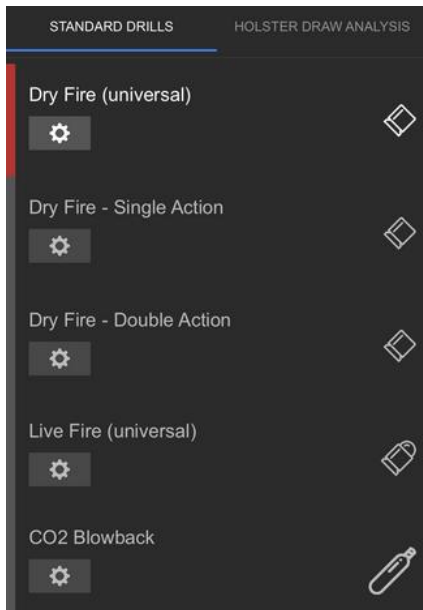 STANDARD DRILLS
HOLSTER DRAW ANALYSIS
Dry Fire (universal)
Dry Fire - Single Action
Dry Fire - Double Action
Live Fire (universal)
CO2 Blowback